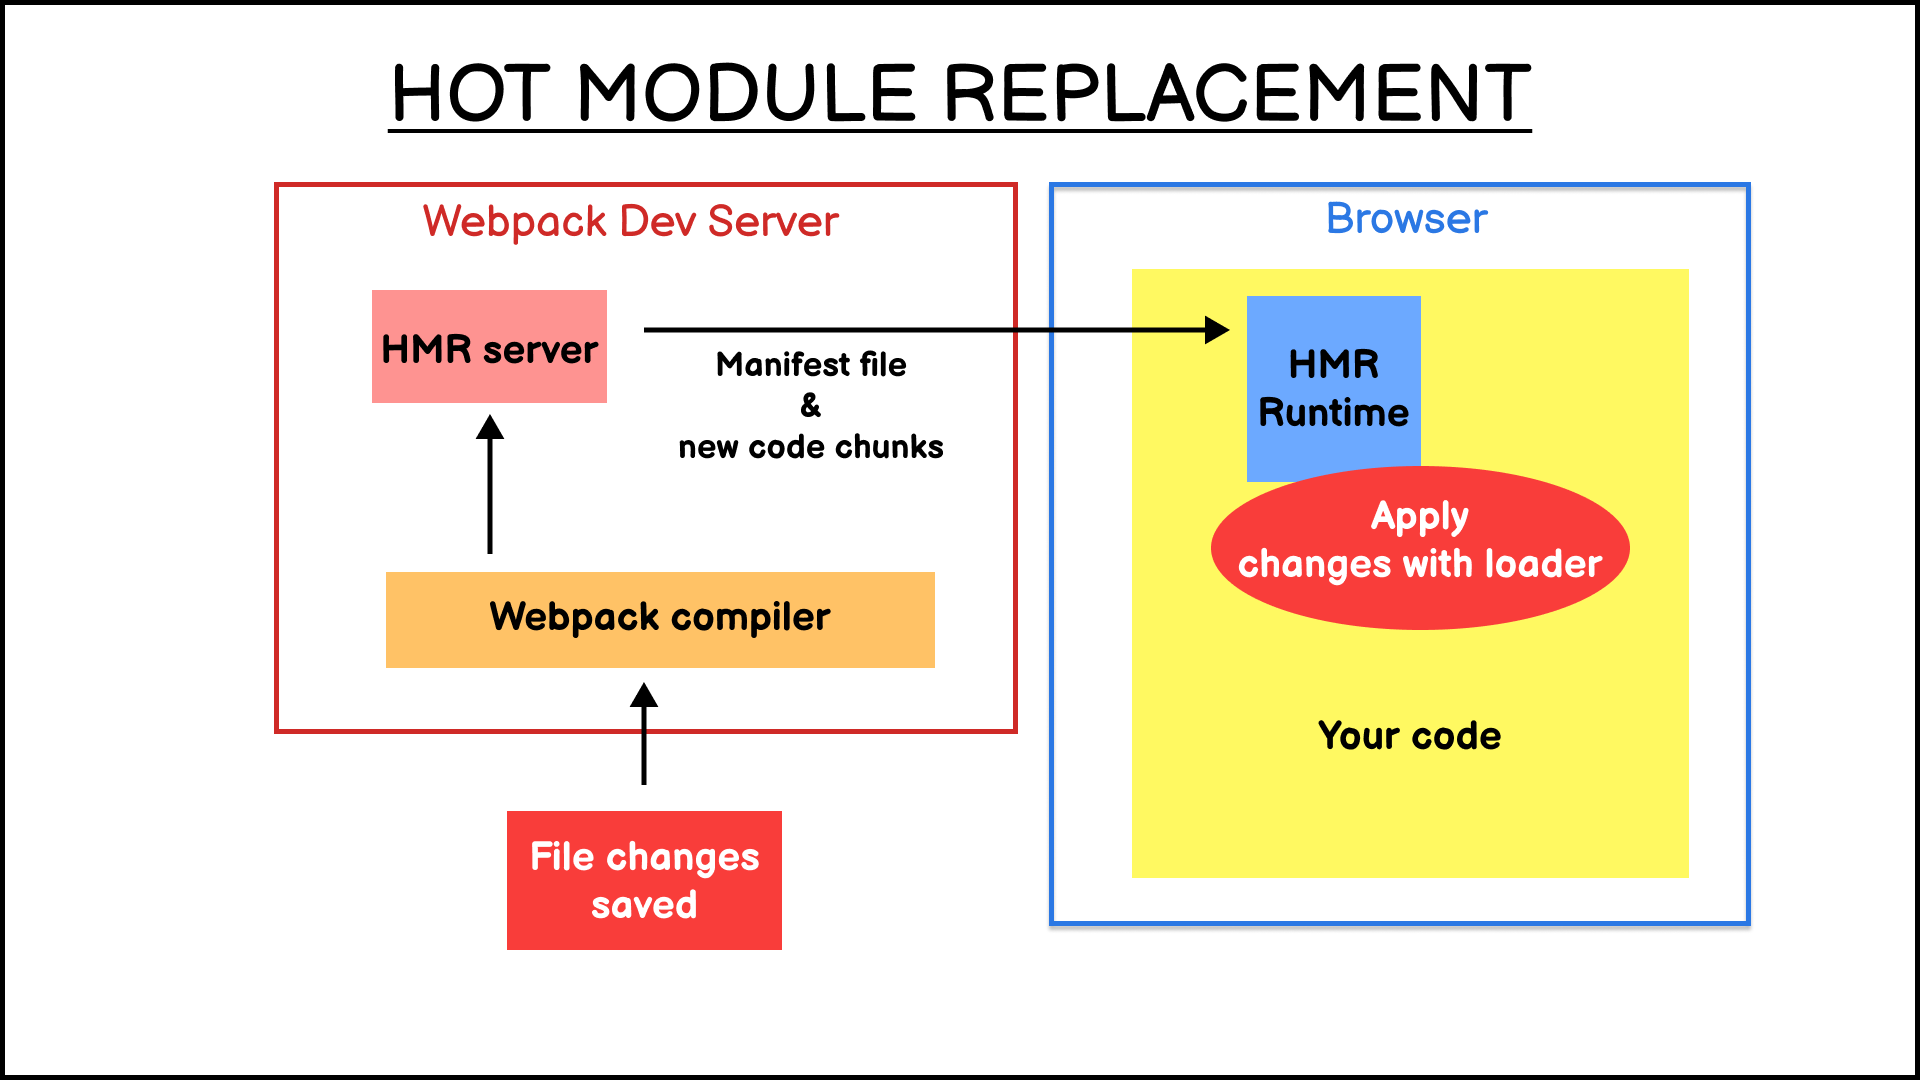 HOT MODULE REPLACEMENT
Webpack Dev Server
HMR server
Manifest file
&
new code chunks
Webpack compiler
File changes
saved
Browser
HMR
Runtime
Apply
changes with loader
Your code